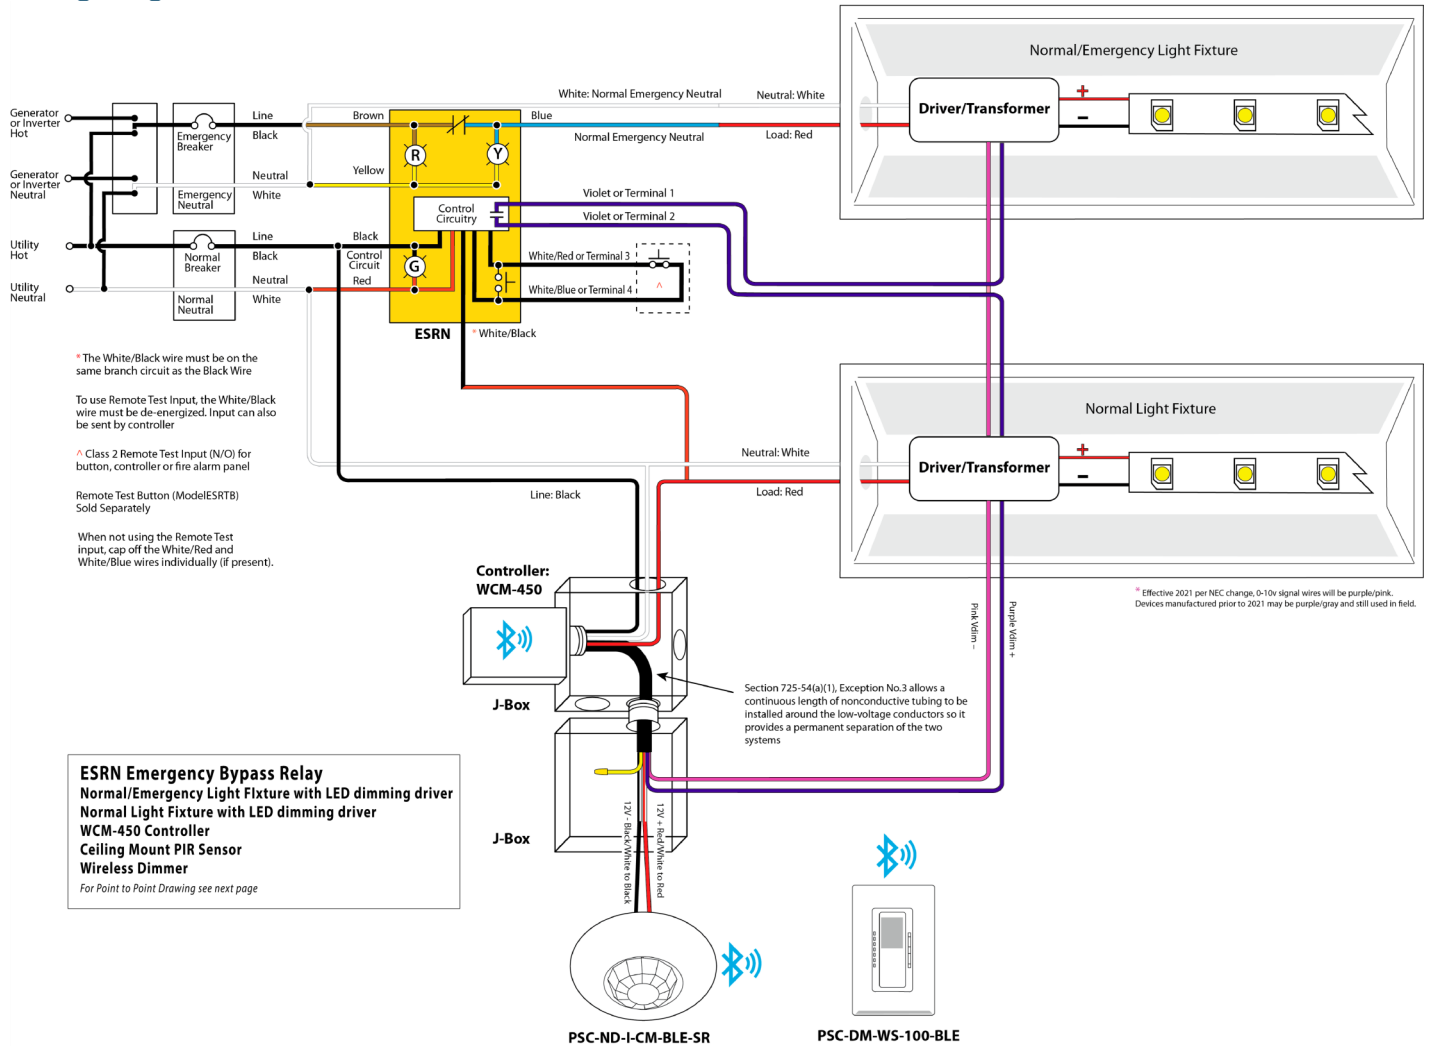 Normal/Emergency Light Fixture
White: Normal Emergency Neutral
Neutral: White
Driver/Transformer
+
−
Generator
or Inverter
Hot
Line
Black
Emergency
Breaker
Brown
Blue
Normal Emergency Neutral
Load: Red
R
Y
Generator
or Inverter
Neutral
Neutral
White
Emergency
Neutral
Yellow
Violet or Terminal 1
Violet or Terminal 2
Control
Circuitry
Utility
Hot
Line
Black
Normal
Breaker
Black
Control
Circuit
Red
G
White/Red or Terminal 3
White/Blue or Terminal 4
^
Utility
Neutral
Neutral
White
Normal
Neutral
ESRN
* White/Black
* The White/Black wire must be on the
same branch circuit as the Black Wire
To use Remote Test Input, the White/Black
wire must be de-energized. Input can also
be sent by controller
^ Class 2 Remote Test Input (N/O) for
button, controller or fire alarm panel
Remote Test Button (ModelESRTB)
Sold Separately
When not using the Remote Test
input, cap off the White/Red and
White/Blue wires individually (if present).
Normal Light Fixture
Neutral: White
Driver/Transformer
+
−
Line: Black
Load: Red
Controller:
WCM-450
J-Box
* Effective 2021 per NEC change, 0-10v signal wires will be purple/pink.
Devices manufactured prior to 2021 may be purple/gray and still used in field.
Pink Vdim –
Purple Vdim +
Section 725-54(a)(1), Exception No.3 allows a
continuous length of nonconductive tubing to be
installed around the low-voltage conductors so it
provides a permanent separation of the two
systems
ESRN Emergency Bypass Relay
Normal/Emergency Light FIxture with LED dimming driver
Normal Light Fixture with LED dimming driver
WCM-450 Controller
Ceiling Mount PIR Sensor
Wireless Dimmer
For Point to Point Drawing see next page
J-Box
12V - Black/White to Black
12V + Red/White to Red
PSC-ND-I-CM-BLE-SR
PSC-DM-WS-100-BLE